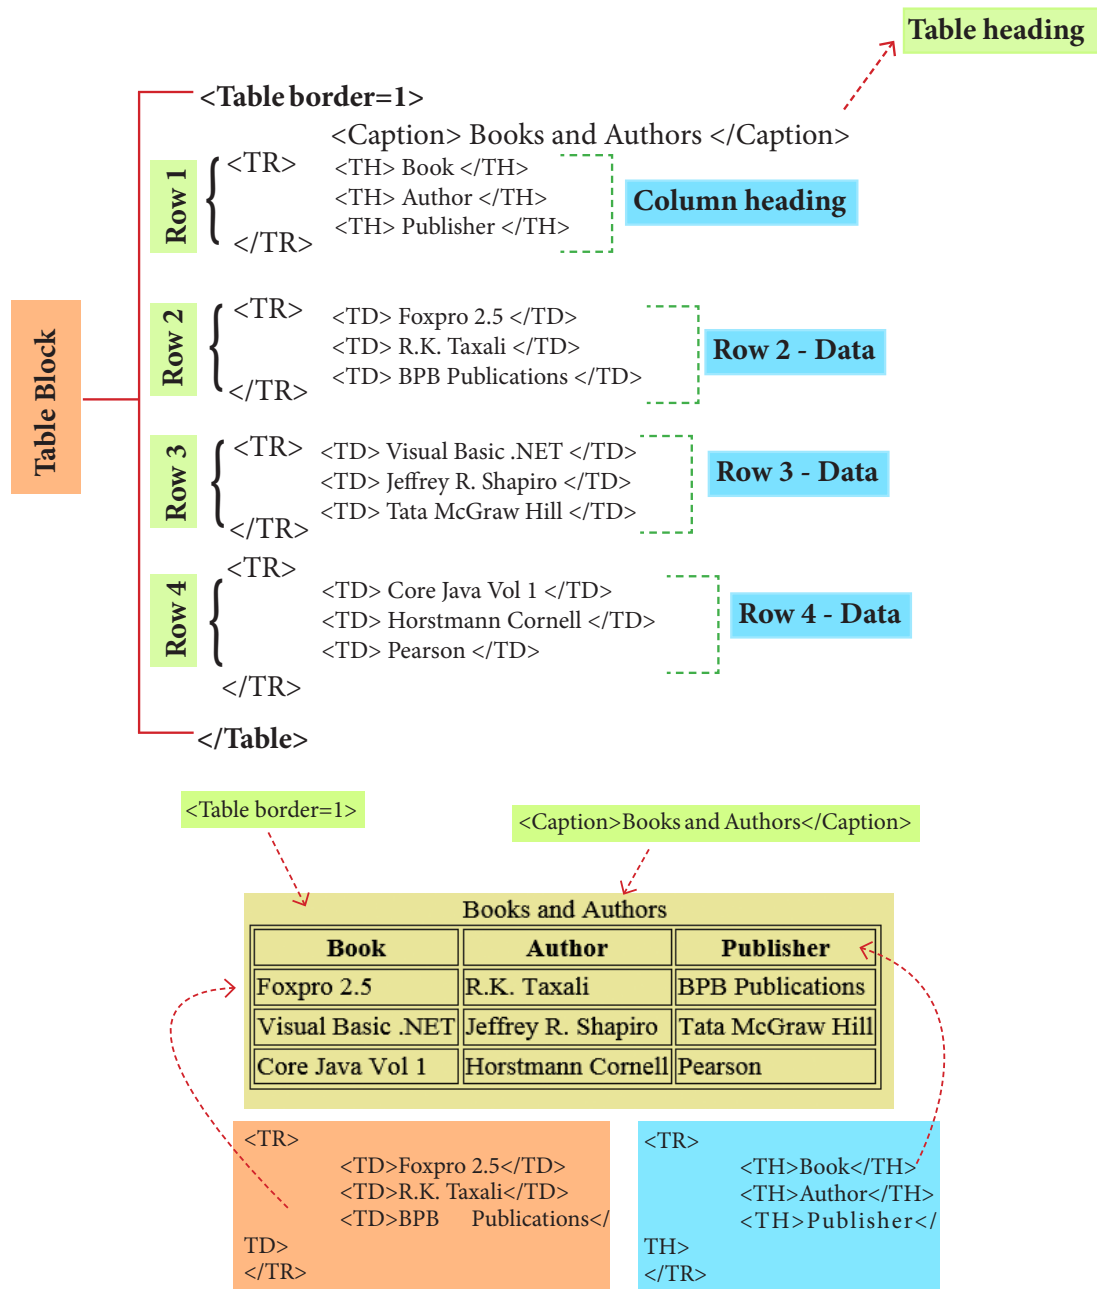 Table heading
<Table border=1>
<Caption> Books and Authors </Caption>
Row 1
<TR>
<TH> Book </TH>
<TH> Author </TH>
<TH> Publisher </TH>
</TR>
Column heading
Table Block
Row 2
<TR>
<TD> Foxpro 2.5 </TD>
<TD> R.K. Taxali </TD>
<TD> BPB Publications </TD>
</TR>
Row 2 - Data
Row 3
<TR>
<TD> Visual Basic .NET </TD>
<TD> Jeffrey R. Shapiro </TD>
<TD> Tata McGraw Hill </TD>
</TR>
Row 3 - Data
Row 4
<TR>
<TD> Core Java Vol 1 </TD>
<TD> Horstmann Cornell </TD>
<TD> Pearson </TD>
</TR>
Row 4 - Data
</Table>
<Table border=1>
<Caption>Books and Authors</Caption>
Books and Authors
Book Author Publisher
Foxpro 2.5 R.K. Taxali BPB Publications
Visual Basic .NET Jeffrey R. Shapiro Tata McGraw Hill
Core Java Vol 1 Horstmann Cornell Pearson
<TR>
<TD>Foxpro 2.5</TD>
<TD>R.K. Taxali</TD>
<TD>BPB Publications</
TD>
</TR>
<TR>
<TH>Book</TH>
<TH>Author</TH>
<TH>Publisher</
TH>
</TR>